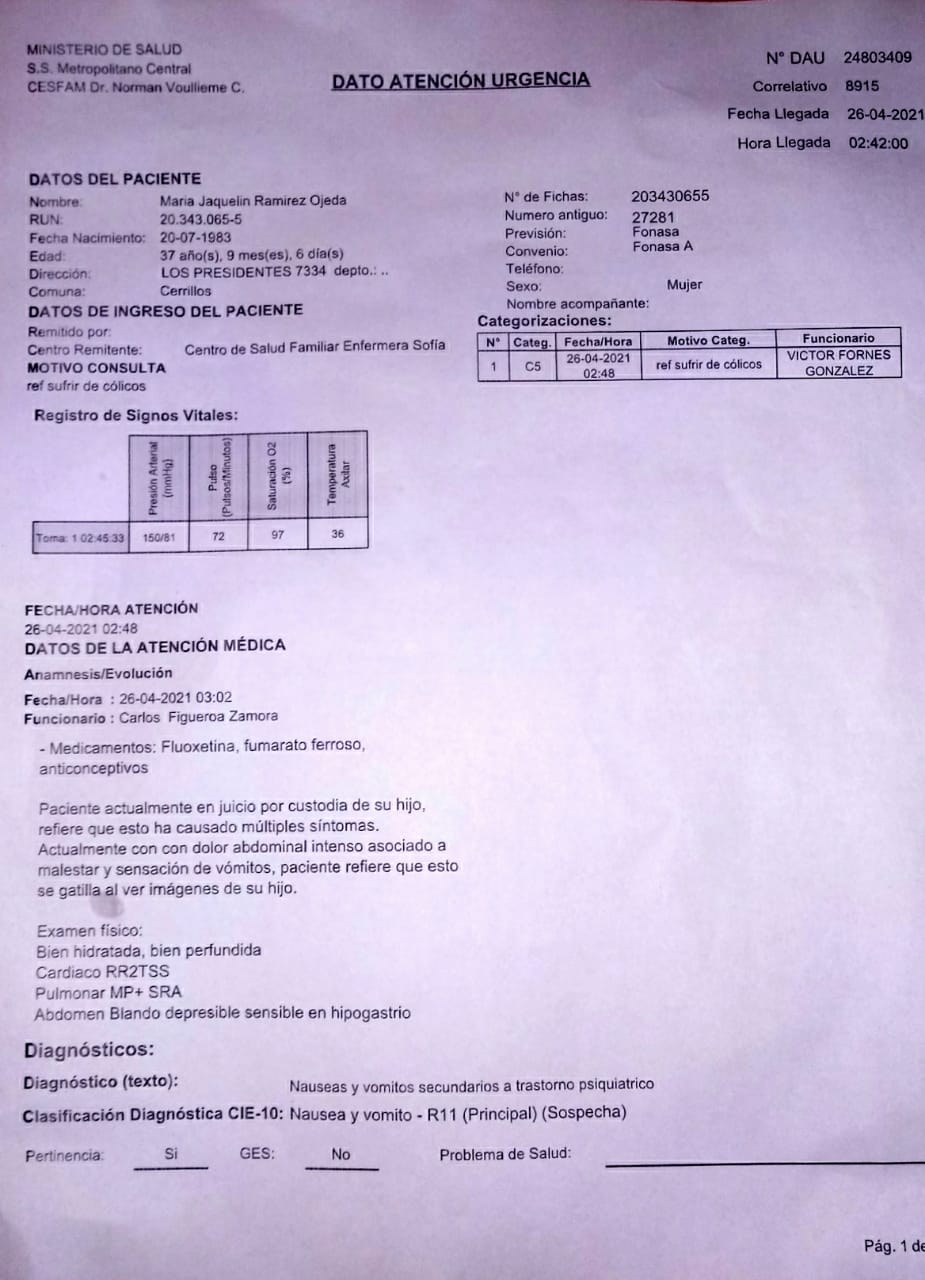 MINISTERIO DE SALUD
S.S. Metropolitano Central
CESFAM Dr. Norman Voullieme C.
DATO ATENCIÓN URGENCIA
N° DAU 24803409
Correlativo 8915
Fecha Llegada 26-04-2021
Hora Llegada 02:42:00
DATOS DEL PACIENTE
Nombre: Maria Jaquelin Ramirez Ojeda
RUN: 20.343.065-5
Fecha Nacimiento: 20-07-1983
Edad: 37 año(s), 9 mes(es), 6 día(s)
Dirección: LOS PRESIDENTES 7334 depto.: ..
Comuna: Cerrillos
N° de Fichas: 203430655
Numero antiguo: 27281
Previsión: Fonasa
Convenio: Fonasa A
Teléfono:
Sexo: Mujer
Nombre acompañante:
DATOS DE INGRESO DEL PACIENTE
Remitido por:
Centro Remitente: Centro de Salud Familiar Enfermera Sofía
MOTIVO CONSULTA
ref sufrir de cólicos
Categorizaciones:
N° Categ. Fecha/Hora Motivo Categ. Funcionario
1 C5 26-04-2021 02:48 ref sufrir de cólicos VICTOR FORNES GONZALEZ
Registro de Signos Vitales:
Presión Arterial (mmHg) Pulso (Pulsos/Minutos) Saturación O2 (%) Temperatura Axilar
Toma: 1 02:45:33 150/81 72 97 36
FECHA/HORA ATENCIÓN
26-04-2021 02:48
DATOS DE LA ATENCIÓN MÉDICA
Anamnesis/Evolución
Fecha/Hora : 26-04-2021 03:02
Funcionario : Carlos Figueroa Zamora
- Medicamentos: Fluoxetina, fumarato ferroso,
anticonceptivos
Paciente actualmente en juicio por custodia de su hijo,
refiere que esto ha causado múltiples síntomas.
Actualmente con con dolor abdominal intenso asociado a
malestar y sensación de vómitos, paciente refiere que esto
se gatilla al ver imágenes de su hijo.
Examen físico:
Bien hidratada, bien perfundida
Cardiaco RR2TSS
Pulmonar MP+ SRA
Abdomen Blando depresible sensible en hipogastrio
Diagnósticos:
Diagnóstico (texto): Nauseas y vomitos secundarios a trastorno psiquiatrico
Clasificación Diagnóstica CIE-10: Nausea y vomito - R11 (Principal) (Sospecha)
Pertinencia: Si GES: No Problema de Salud:
Pág. 1 de